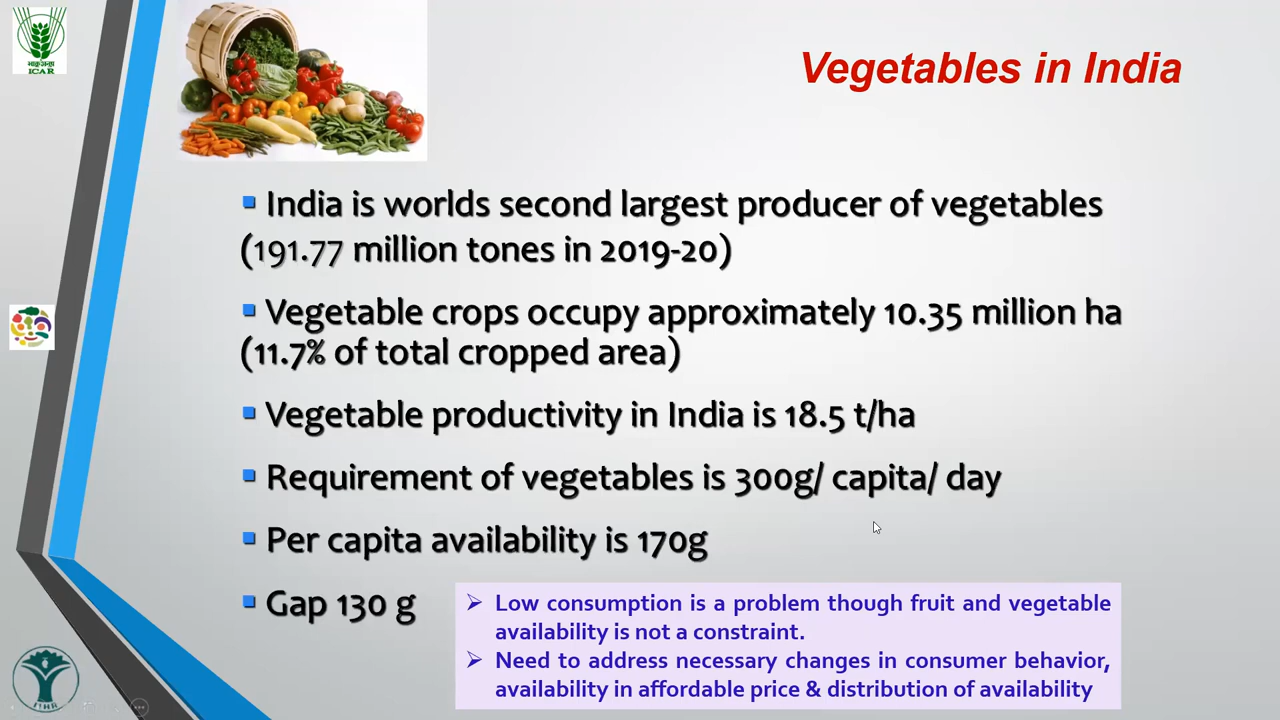 ICAR
Vegetables in India
India is worlds second largest producer of vegetables
(191.77 million tones in 2019-20)
Vegetable crops occupy approximately 10.35 million ha
(11.7% of total cropped area)
Vegetable productivity in India is 18.5 t/ha
Requirement of vegetables is 300g/ capita/ day
Per capita availability is 170g
Gap 130 g
Low consumption is a problem though fruit and vegetable
availability is not a constraint.
Need to address necessary changes in consumer behavior,
availability in affordable price & distribution of availability